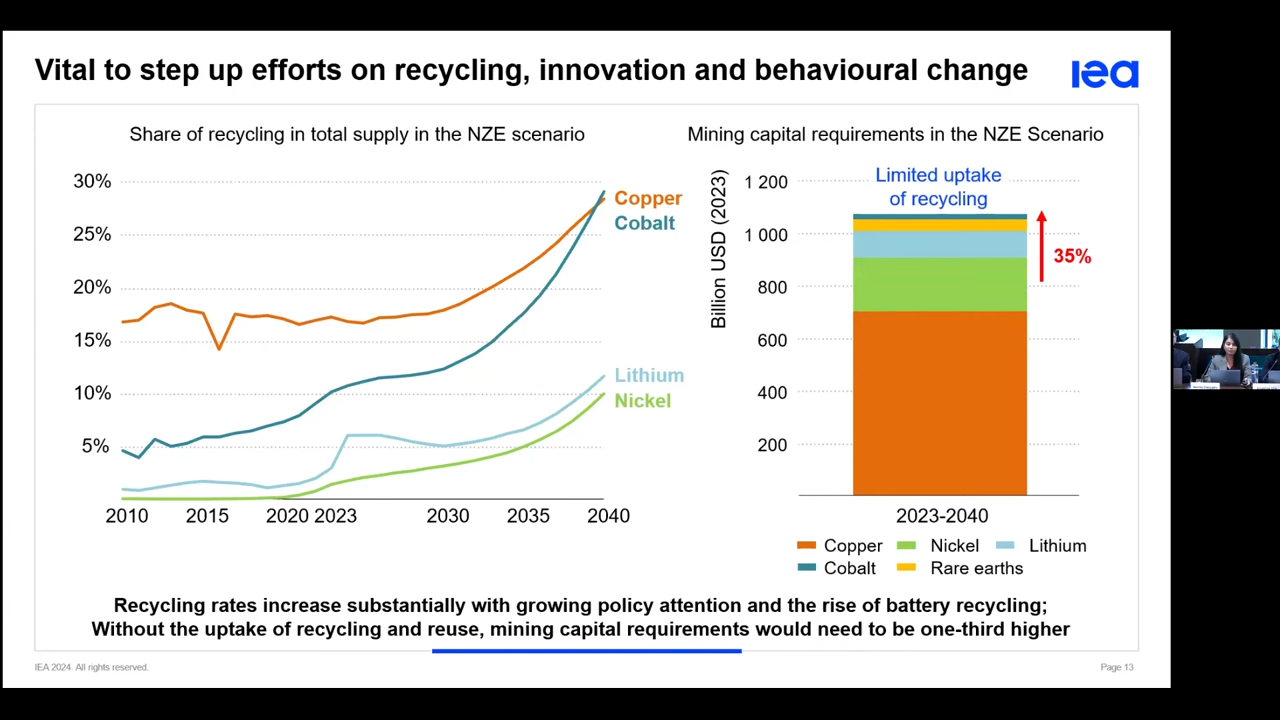 Vital to step up efforts on recycling, innovation and behavioural change
iea
Share of recycling in total supply in the NZE scenario
30%
25%
20%
15%
10%
5%
2010 2015 2020 2023 2030 2035 2040
Copper
Cobalt
Lithium
Nickel
Mining capital requirements in the NZE Scenario
Billion USD (2023)
1 200
1 000
800
600
400
200
Limited uptake
of recycling
35%
2023-2040
Copper Nickel Lithium
Cobalt Rare earths
Recycling rates increase substantially with growing policy attention and the rise of battery recycling;
Without the uptake of recycling and reuse, mining capital requirements would need to be one-third higher
IEA 2024. All rights reserved.
Page 13